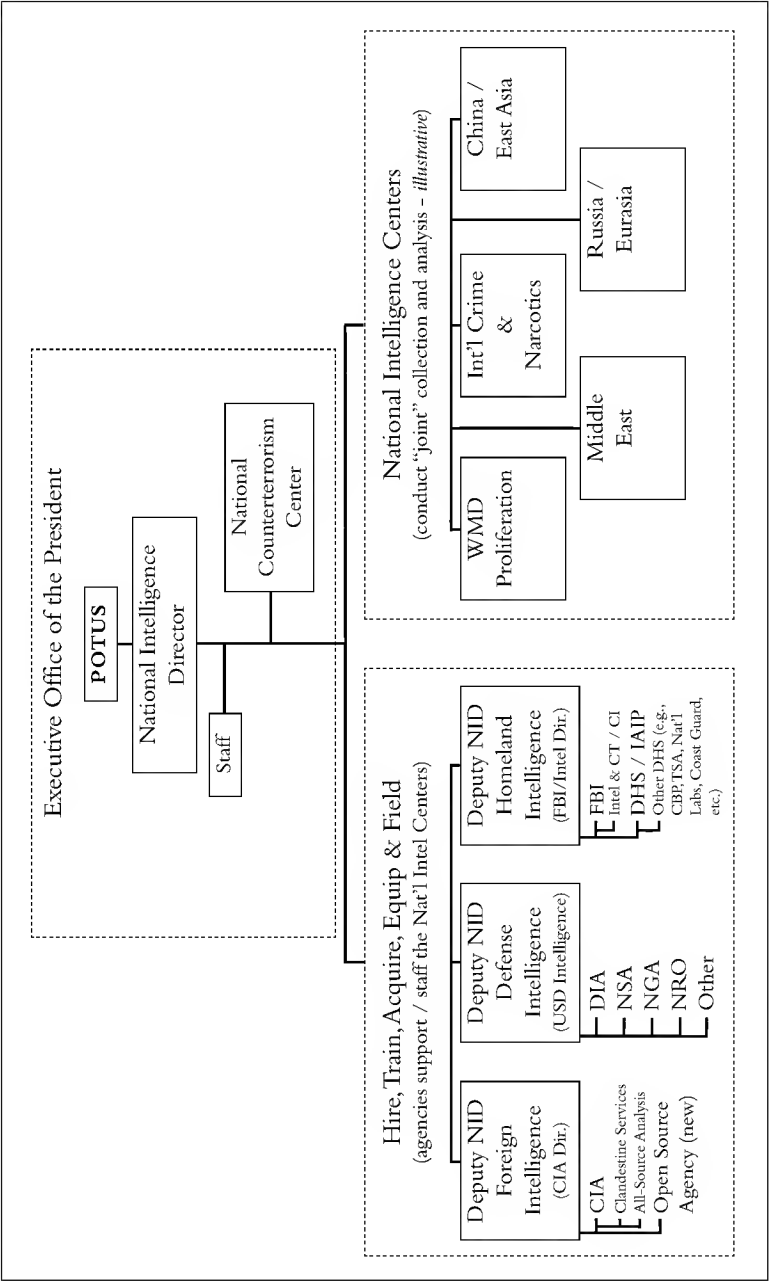 Executive Office of the President
POTUS
National Intelligence
Director
Staff
National
Counterterrorism
Center
Hire, Train, Acquire, Equip & Field
(agencies support / staff the Nat'l Intel Centers)
Deputy NID
Foreign
Intelligence
(CIA Dir.)
CIA
Clandestine Services
All-Source Analysis
Open Source
Agency (new)
Deputy NID
Defense
Intelligence
(USD Intelligence)
DIA
NSA
NGA
NRO
Other
Deputy NID
Homeland
Intelligence
(FBI/Intel Dir.)
FBI
Intel & CT / CI
DHS / IAIP
Other DHS (e.g.,
CBP, TSA, Nat'l
Labs, Coast Guard,
etc.)
National Intelligence Centers
(conduct “joint” collection and analysis – illustrative)
WMD
Proliferation
Middle
East
Int'l Crime
&
Narcotics
Russia /
Eurasia
China /
East Asia